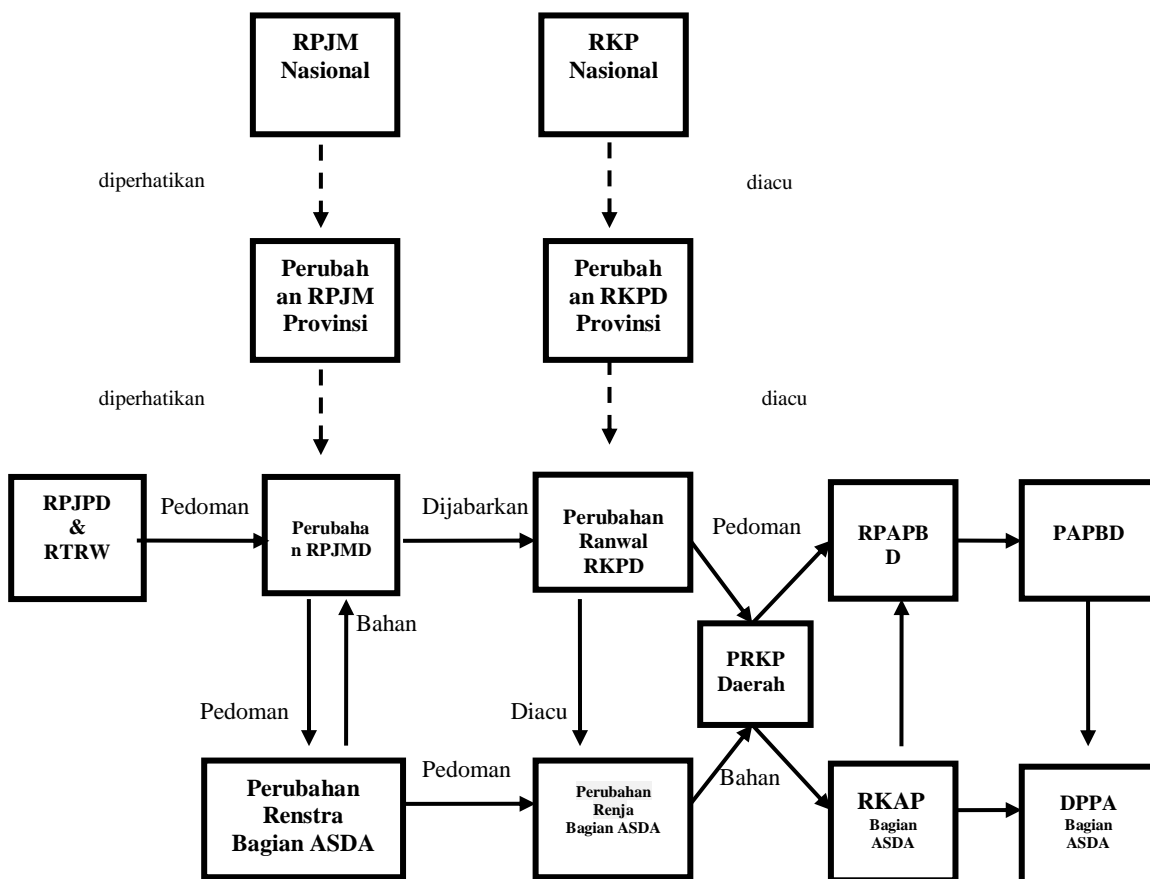 RPJM
Nasional
RKP
Nasional
diperhatikan
diacu
Perubah
an RPJM
Provinsi
Perubah
an RKPD
Provinsi
diperhatikan
diacu
RPJPD
&
RTRW
Pedoman
Perubaha
n RPJMD
Dijabarkan
Perubahan
Ranwal
RKPD
Pedoman
RPAPB
D
PAPBD
Bahan
PRKP
Daerah
Pedoman
Diacu
Perubahan
Renstra
Bagian ASDA
Pedoman
Perubahan
Renja
Bagian ASDA
Bahan
RKAP
Bagian
ASDA
DPPA
Bagian
ASDA